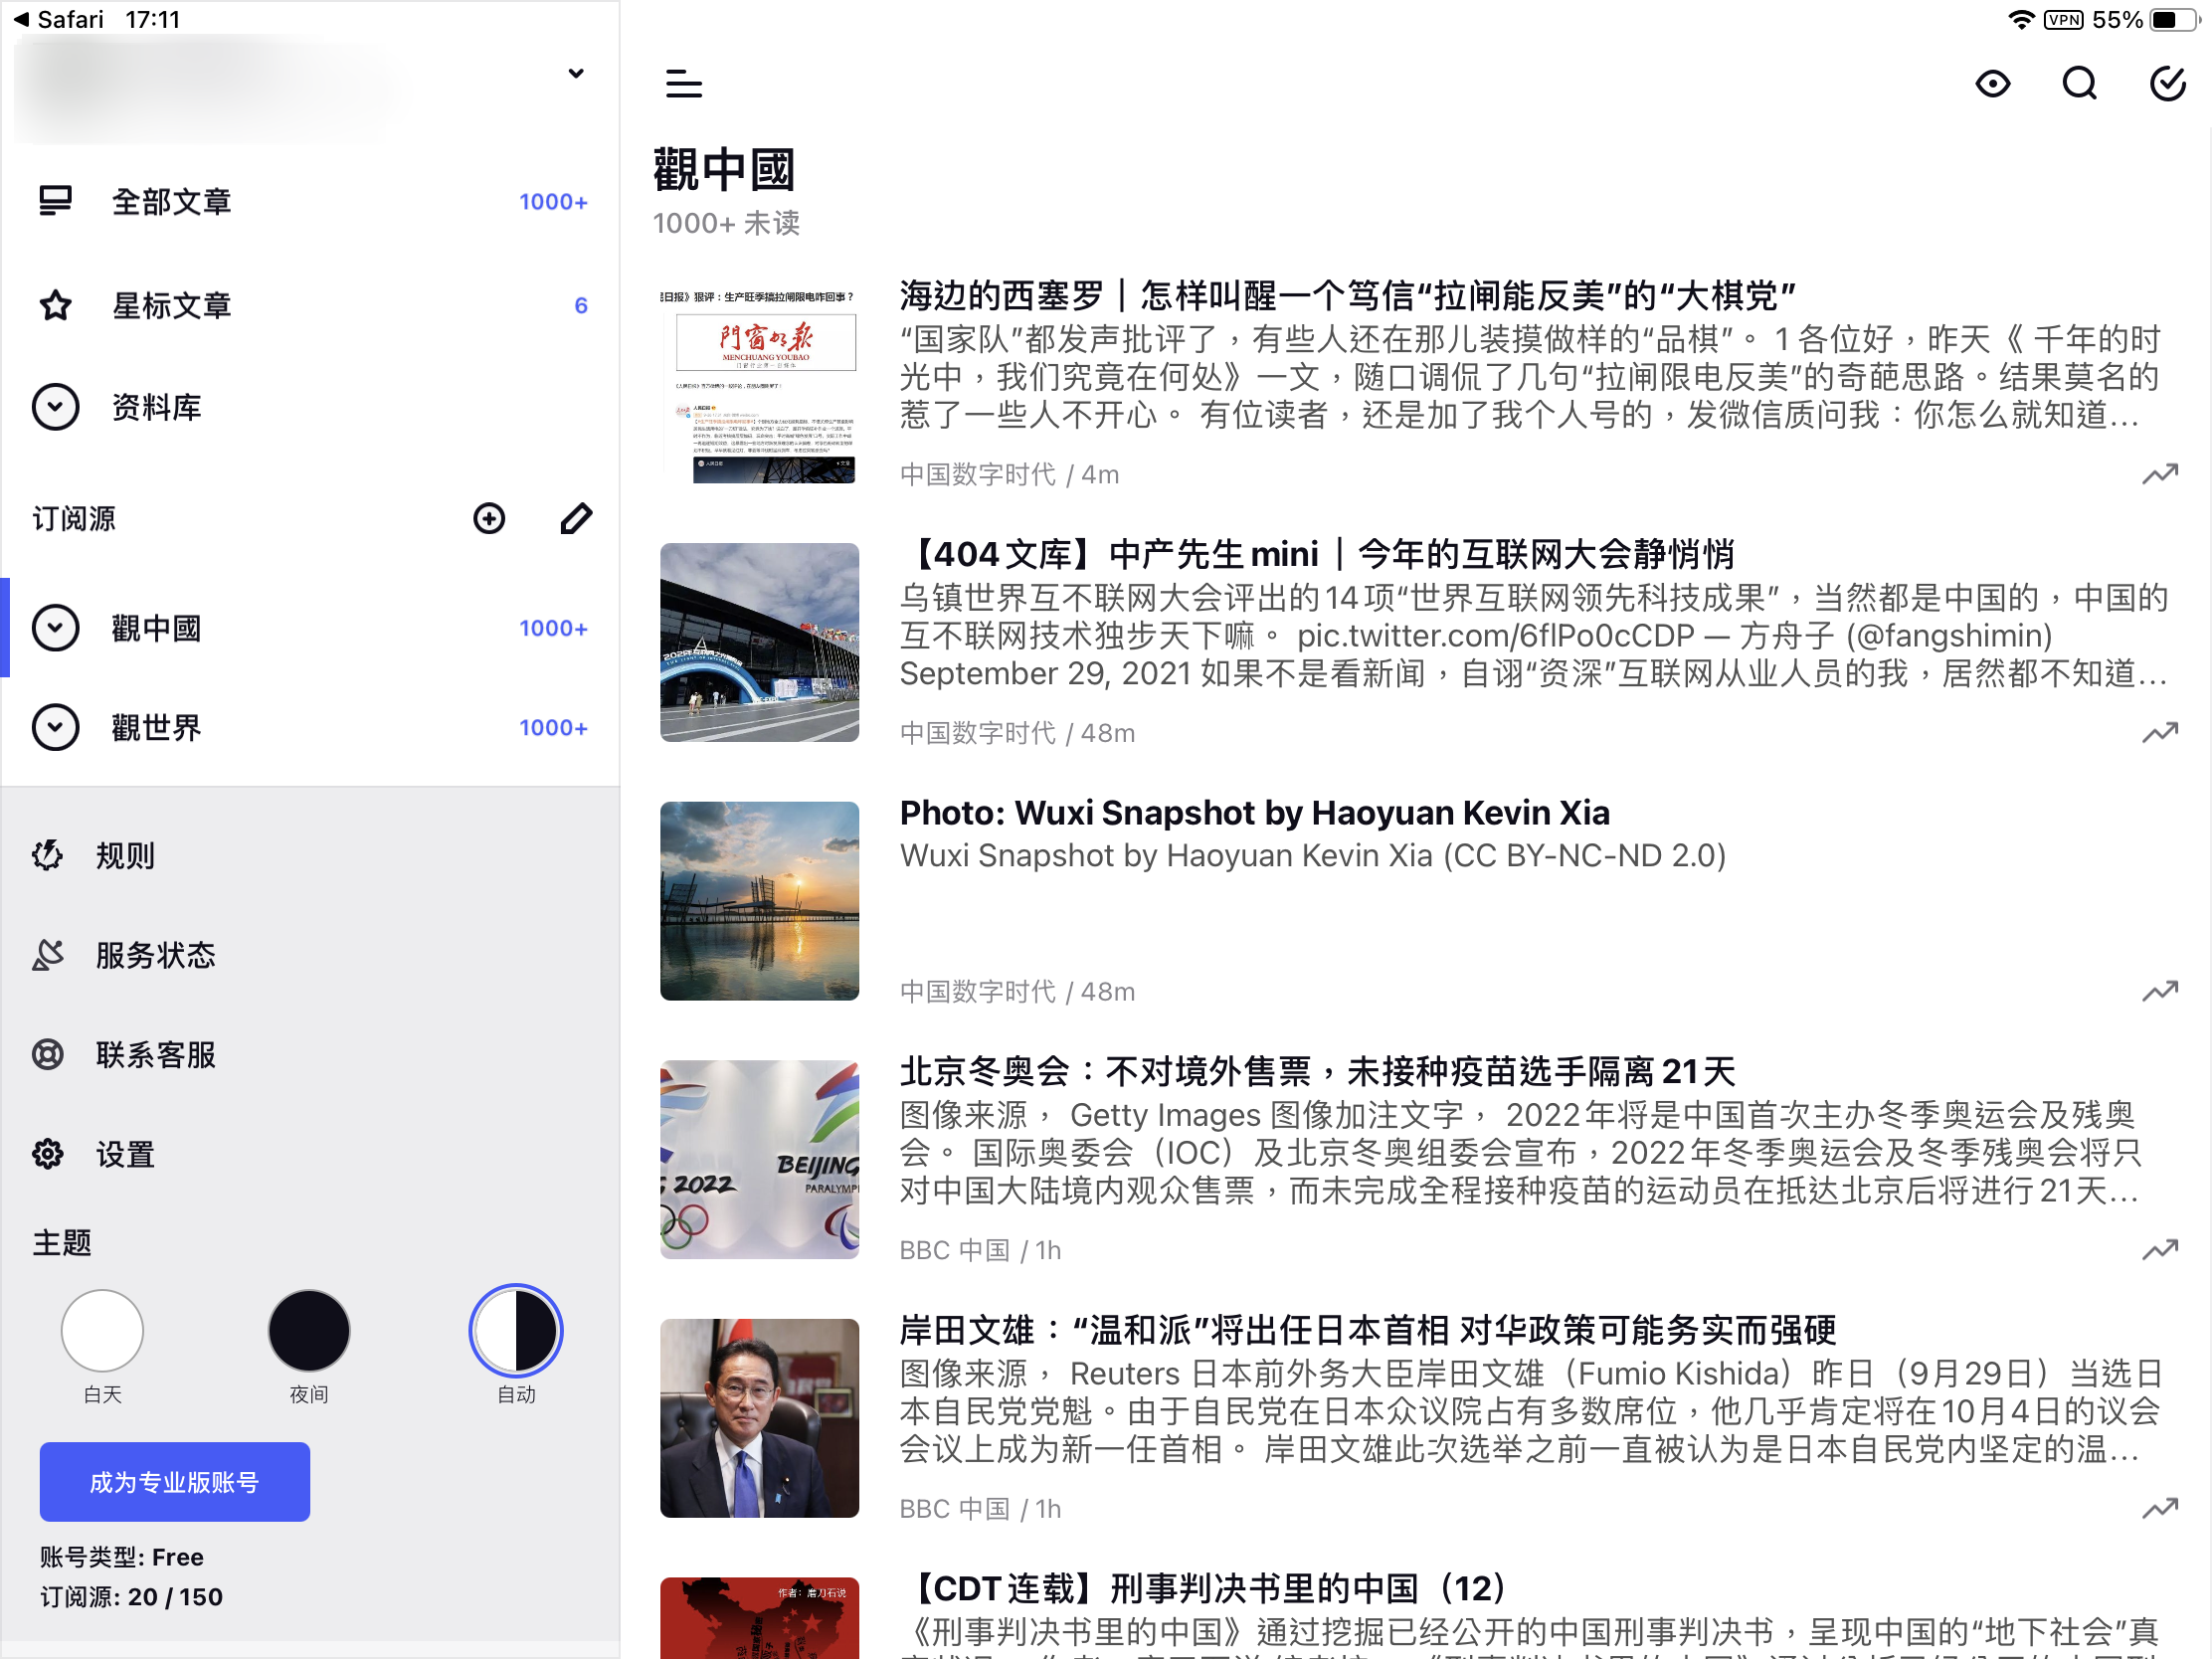 Safari 17:11
VPN 55%
全部文章 1000+
星标文章 6
资料库
订阅源
觀中國 1000+
觀世界 1000+
规则
服务状态
联系客服
设置
主题
白天 夜间 自动
成为专业版账号
账号类型: Free
订阅源: 20 / 150
觀中國
1000+ 未读
日报》狠评：生产旺季搞拉闸限电咋回事？
MENCHUANG YOUBAO
海边的西塞罗｜怎样叫醒一个笃信“拉闸能反美”的“大棋党”
“国家队”都发声批评了，有些人还在那儿装摸做样的“品棋”。 1 各位好，昨天《 千年的时
光中，我们究竟在何处》一文，随口调侃了几句“拉闸限电反美”的奇葩思路。结果莫名的
惹了一些人不开心。 有位读者，还是加了我个人号的，发微信质问我：你怎么就知道...
中国数字时代 / 4m
【404文库】中产先生mini｜今年的互联网大会静悄悄
乌镇世界互不联网大会评出的14项“世界互联网领先科技成果”，当然都是中国的，中国的
互不联网技术独步天下嘛。 pic.twitter.com/6flPo0cCDP — 方舟子 (@fangshimin)
September 29, 2021 如果不是看新闻，自诩“资深”互联网从业人员的我，居然都不知道...
中国数字时代 / 48m
Photo: Wuxi Snapshot by Haoyuan Kevin Xia
Wuxi Snapshot by Haoyuan Kevin Xia (CC BY-NC-ND 2.0)
中国数字时代 / 48m
2022
BEIJING
PARALYMP
北京冬奥会：不对境外售票，未接种疫苗选手隔离21天
图像来源， Getty Images 图像加注文字， 2022年将是中国首次主办冬季奥运会及残奥
会。 国际奥委会（IOC）及北京冬奥组委会宣布，2022年冬季奥运会及冬季残奥会将只
对中国大陆境内观众售票，而未完成全程接种疫苗的运动员在抵达北京后将进行21天...
BBC 中国 / 1h
岸田文雄：“温和派”将出任日本首相 对华政策可能务实而强硬
图像来源， Reuters 日本前外务大臣岸田文雄（Fumio Kishida）昨日（9月29日）当选日
本自民党党魁。由于自民党在日本众议院占有多数席位，他几乎肯定将在10月4日的议会
会议上成为新一任首相。 岸田文雄此次选举之前一直被认为是日本自民党内坚定的温...
BBC 中国 / 1h
作者：磨刀石说
【CDT连载】刑事判决书里的中国（12）
《刑事判决书里的中国》通过挖掘已经公开的中国刑事判决书，呈现中国的“地下社会”真